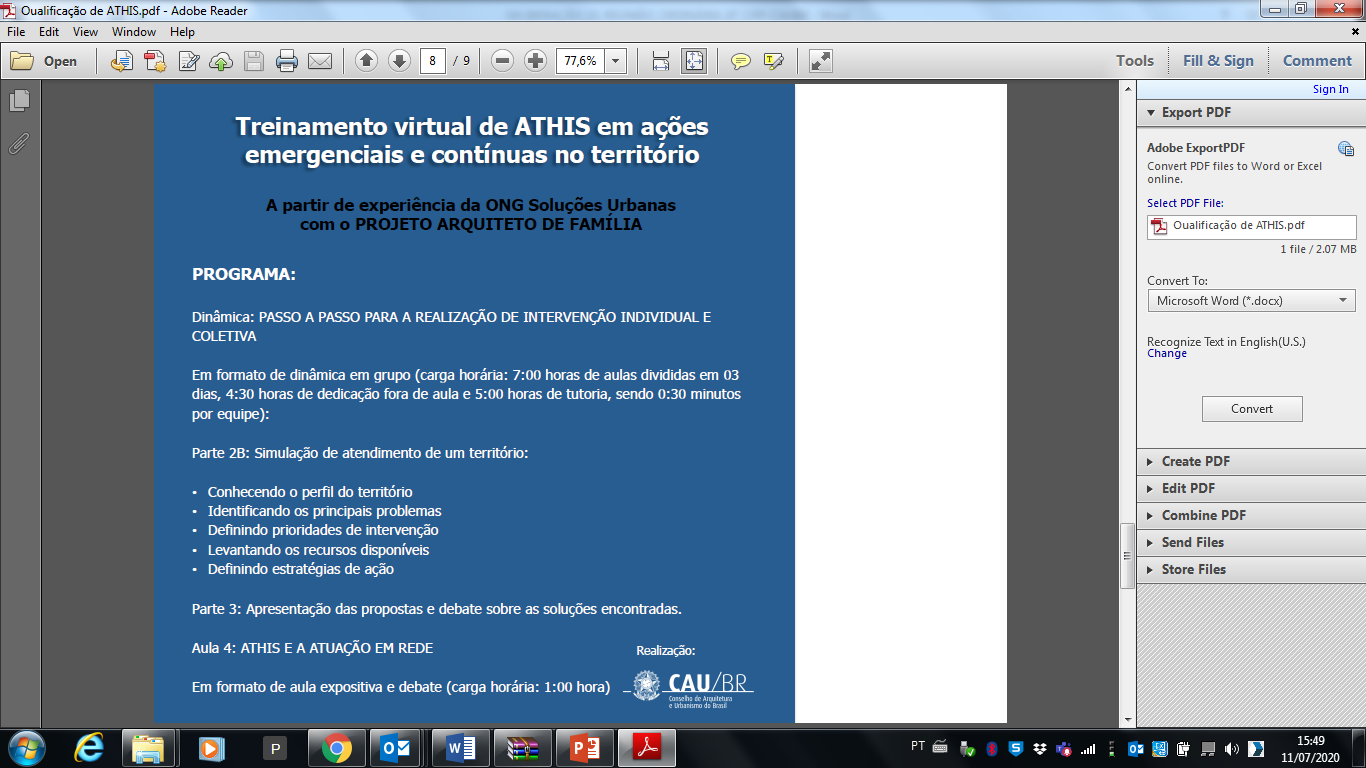 Oualificação de ATHIS.pdf - Adobe Reader
File Edit View Window Help
Open
8 / 9
77,6%
Tools
Fill & Sign
Comment
Treinamento virtual de ATHIS em ações
emergenciais e contínuas no território
A partir de experiência da ONG Soluções Urbanas
com o PROJETO ARQUITETO DE FAMÍLIA
PROGRAMA:
Dinâmica: PASSO A PASSO PARA A REALIZAÇÃO DE INTERVENÇÃO INDIVIDUAL E
COLETIVA
Em formato de dinâmica em grupo (carga horária: 7:00 horas de aulas divididas em 03
dias, 4:30 horas de dedicação fora de aula e 5:00 horas de tutoria, sendo 0:30 minutos
por equipe):
Parte 2B: Simulação de atendimento de um território:
• Conhecendo o perfil do território
• Identificando os principais problemas
• Definindo prioridades de intervenção
• Levantando os recursos disponíveis
• Definindo estratégias de ação
Parte 3: Apresentação das propostas e debate sobre as soluções encontradas.
Aula 4: ATHIS E A ATUAÇÃO EM REDE
Em formato de aula expositiva e debate (carga horária: 1:00 hora)
Realização:
CAU/BR
Conselho de Arquitetura
e Urbanismo do Brasil
Sign In
Export PDF
Adobe ExportPDF
Convert PDF files to Word or Excel
online.
Select PDF File:
Oualificação de ATHIS.pdf
1 file / 2.07 MB
Convert To:
Microsoft Word (*.docx)
Recognize Text in English(U.S.)
Change
Convert
Create PDF
Edit PDF
Combine PDF
Send Files
Store Files
P
PT
15:49
11/07/2020